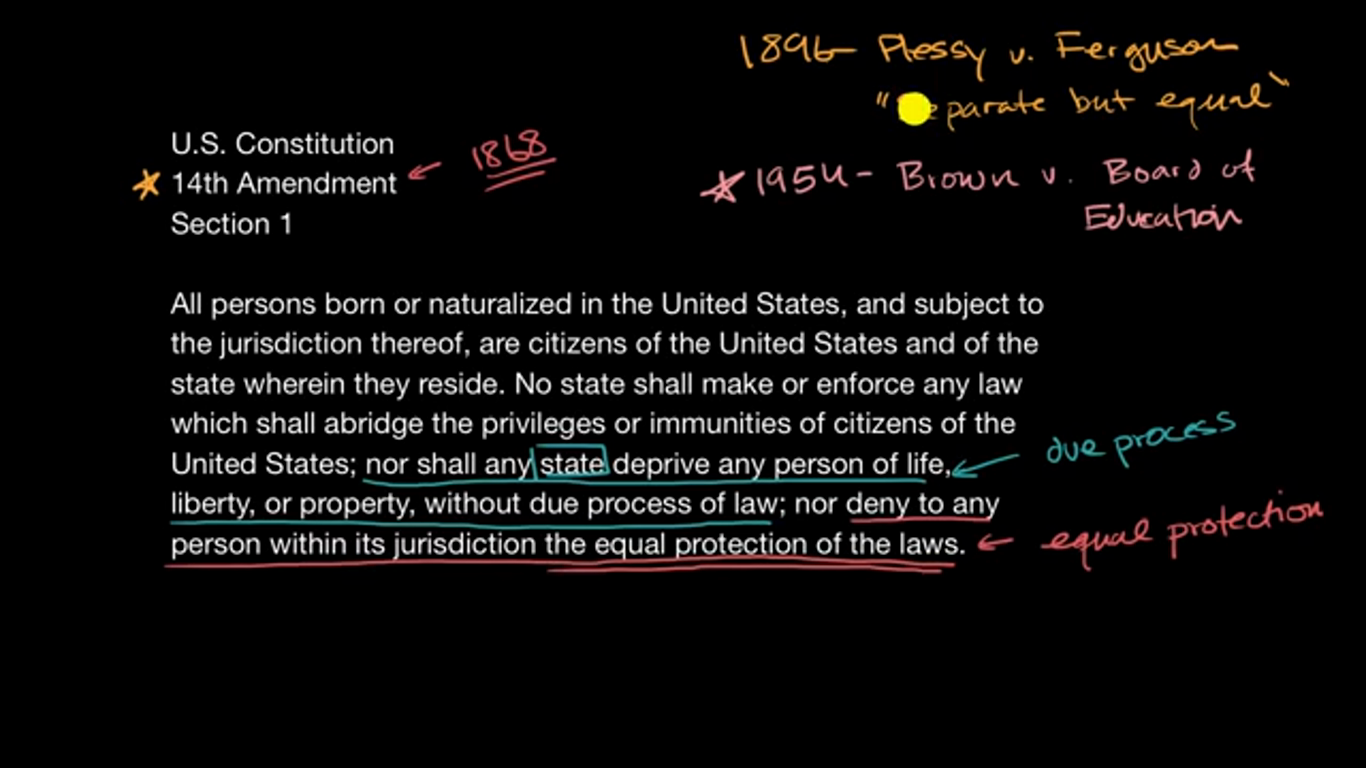 1896- Plessy v. Ferguson
"Separate but equal"
U.S. Constitution
14th Amendment
Section 1
1868
1954- Brown v. Board of
Education
All persons born or naturalized in the United States, and subject to
the jurisdiction thereof, are citizens of the United States and of the
state wherein they reside. No state shall make or enforce any law
which shall abridge the privileges or immunities of citizens of the
United States; nor shall any state deprive any person of life,
liberty, or property, without due process of law; nor deny to any
person within its jurisdiction the equal protection of the laws.
due process
equal protection